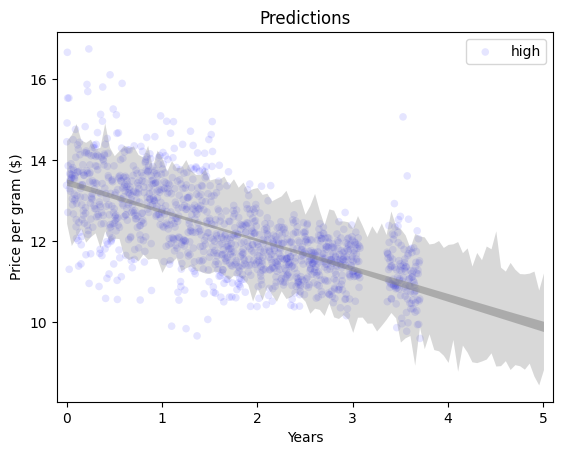 Predictions
high
Price per gram ($)
16
14
12
10
0 1 2 3 4 5
Years